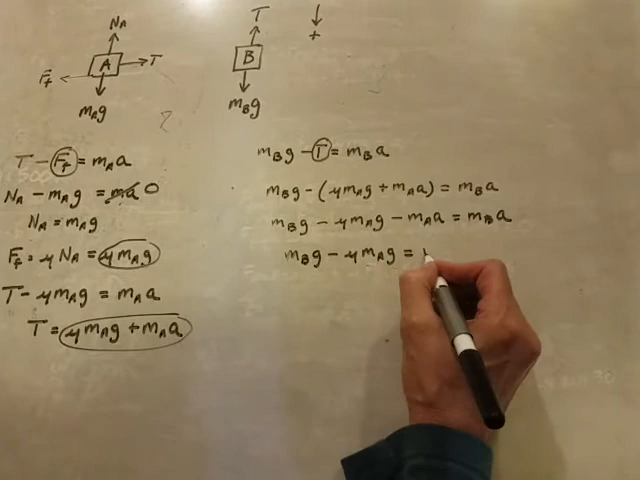 N_A
A
T
F_f
m_A g
T
B
m_B g
+
T - F_f = m_A a
N_A - m_A g = ma 0
N_A = m_A g
F_f = μ N_A = μ m_A g
T - μ m_A g = m_A a
T = μ m_A g + m_A a
m_B g - T = m_B a
m_B g - (μ m_A g + m_A a) = m_B a
m_B g - μ m_A g - m_A a = m_B a
m_B g - μ m_A g =